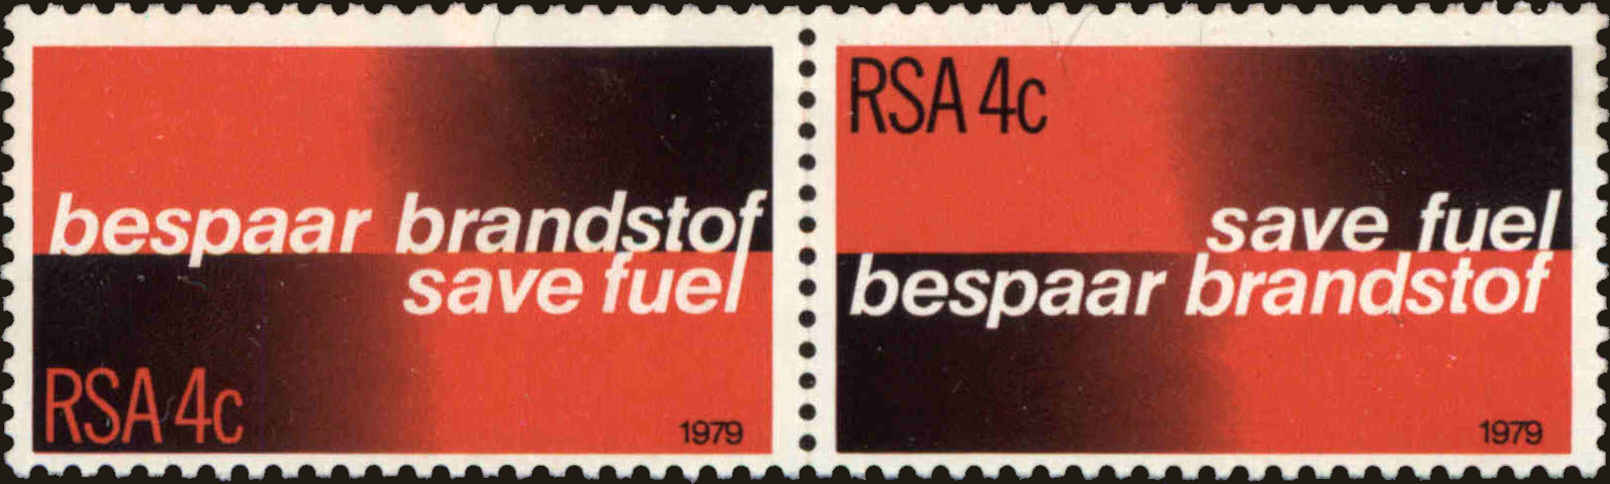 bespaar brandstof
save fuel
RSA 4c
1979
RSA 4c
save fuel
bespaar brandstof
1979